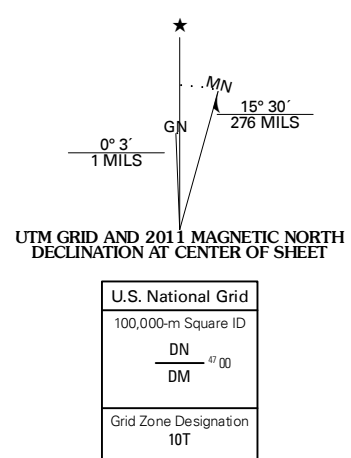 ★
MN
15° 30´
276 MILS
GN
0° 3´
1 MILS
UTM GRID AND 2011 MAGNETIC NORTH
DECLINATION AT CENTER OF SHEET
U.S. National Grid
100,000-m Square ID
DN
47 00
DM
Grid Zone Designation
10T